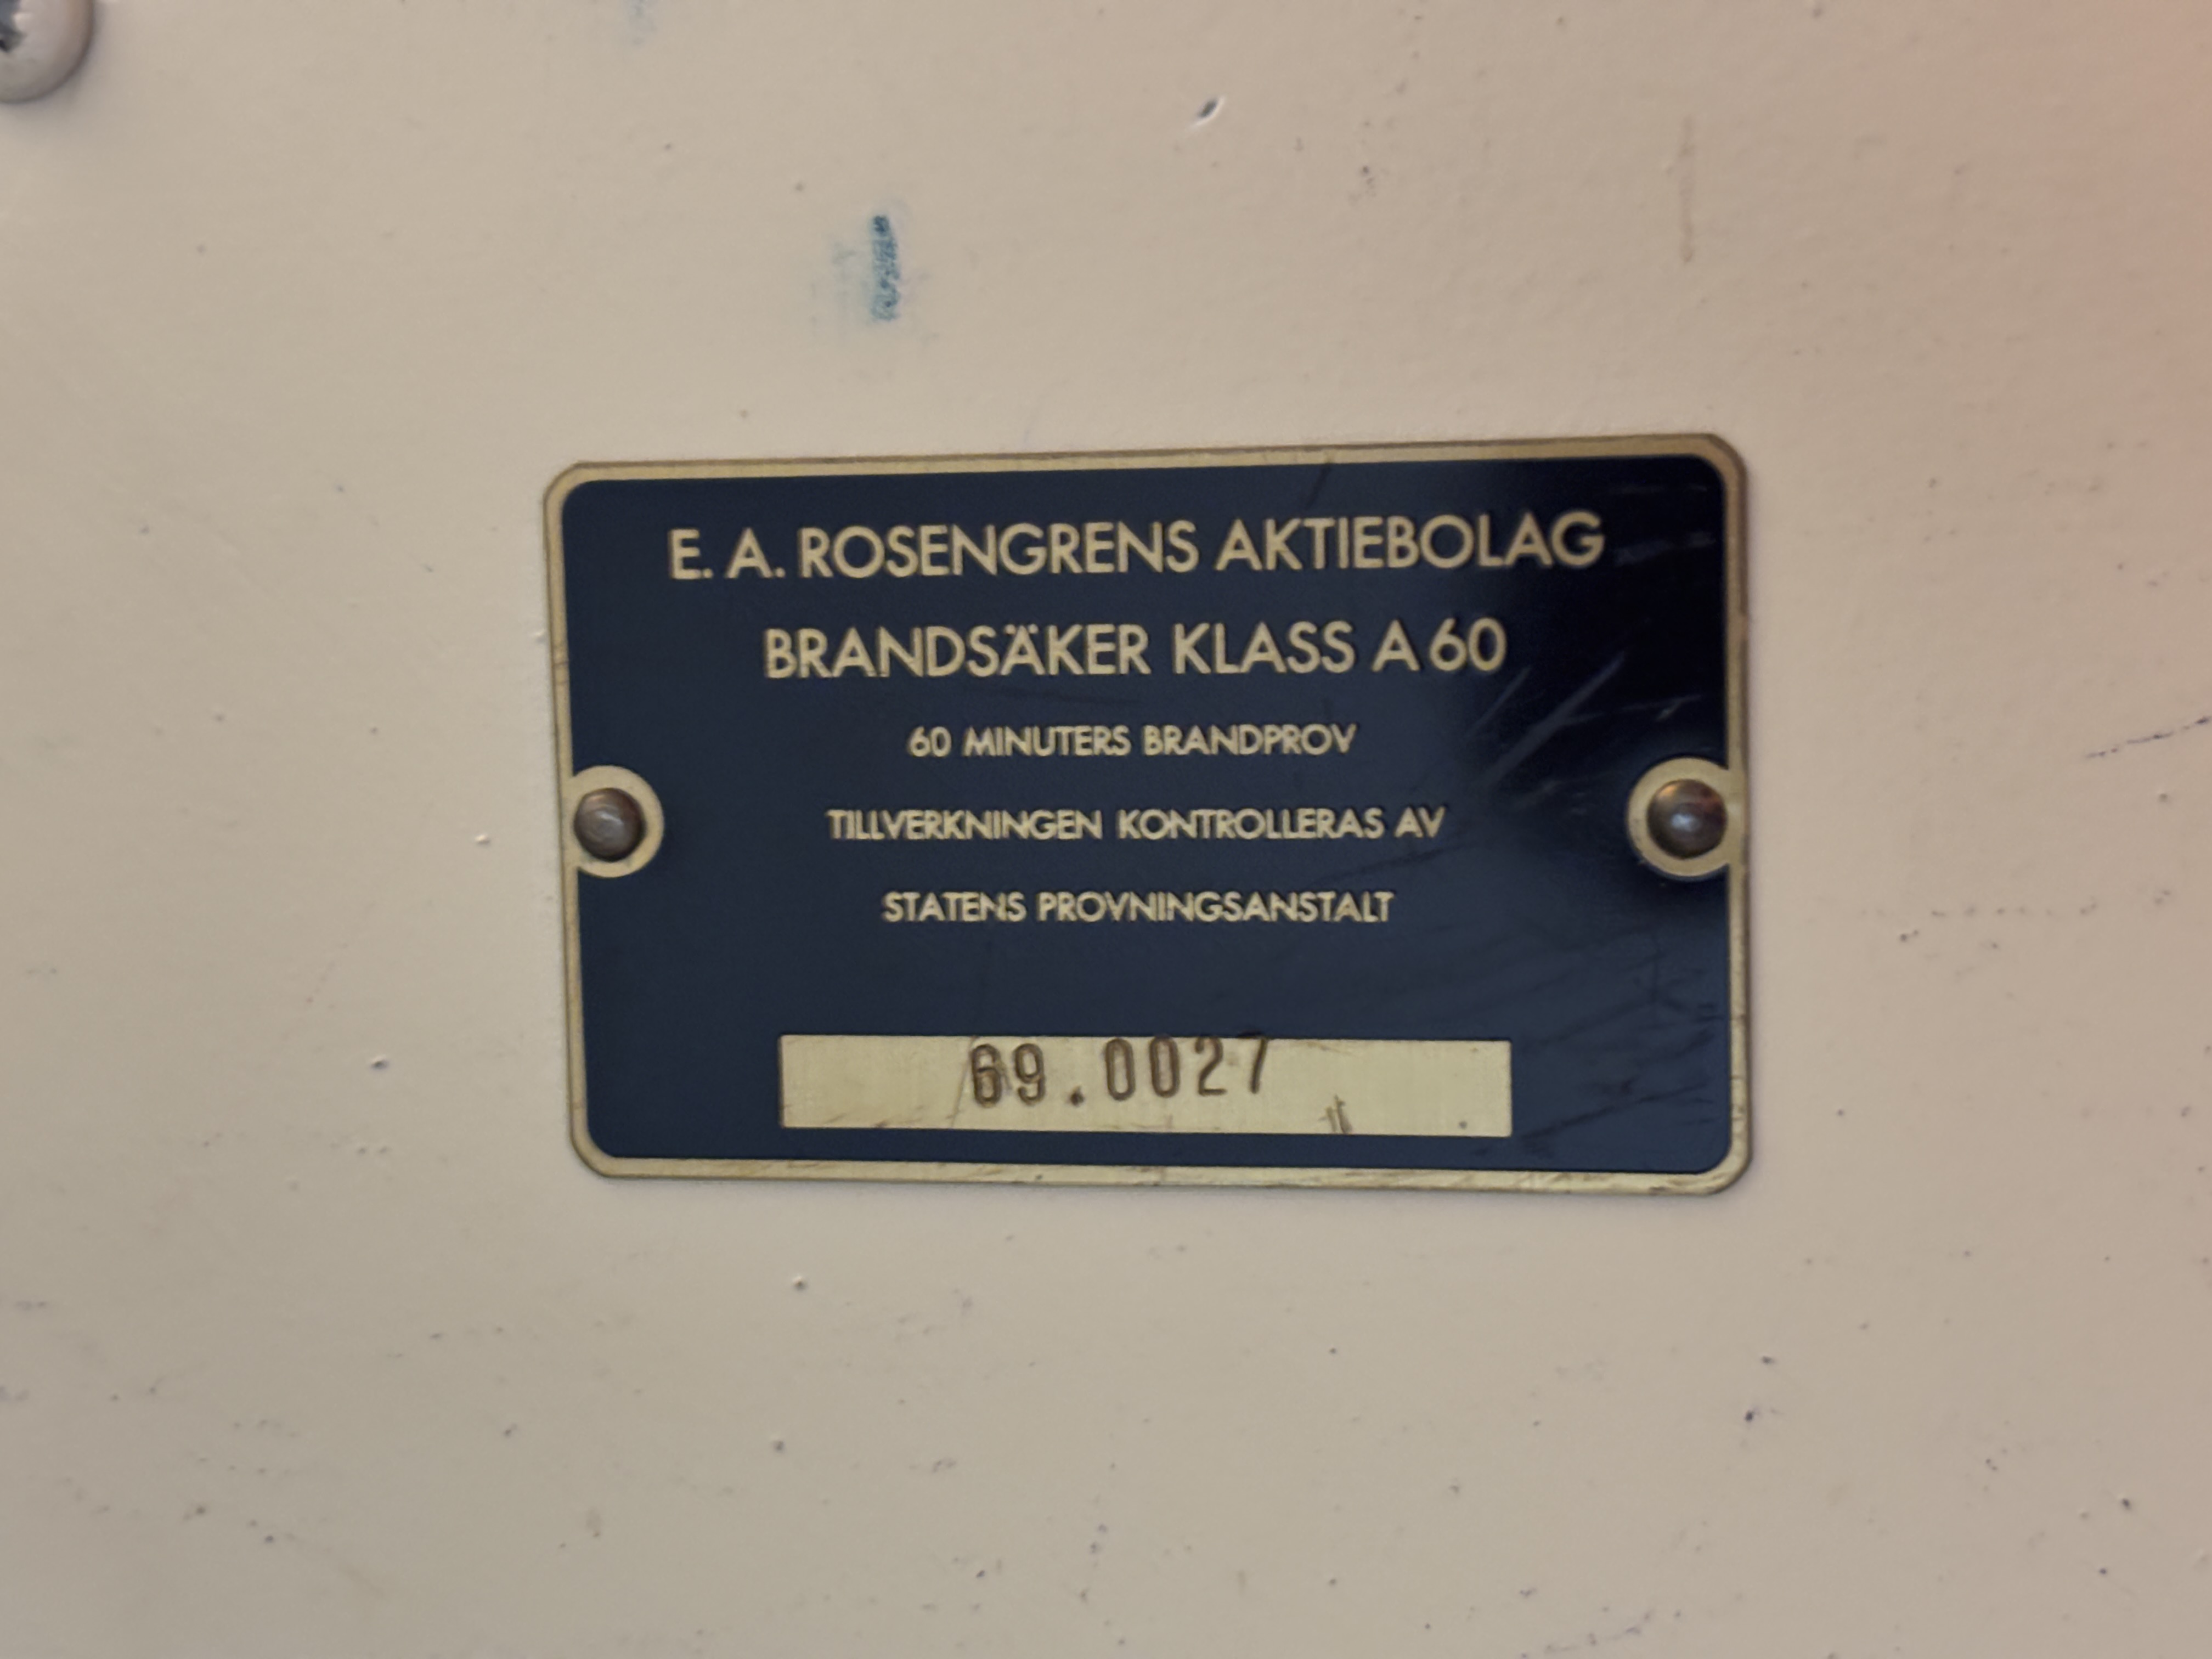 E. A. ROSENGRENS AKTIEBOLAG
BRANDSÄKER KLASS A 60
60 MINUTERS BRANDPROV
TILLVERKNINGEN KONTROLLERAS AV
STATENS PROVNINGSANSTALT
69.0027